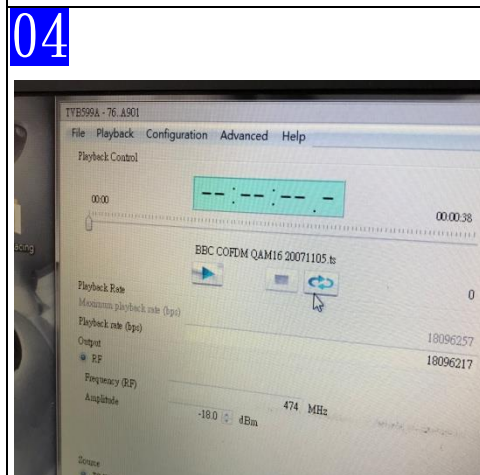 04
TVB599A - 76..A901
File Playback Configuration Advanced Help
Playback Control
00:00
--:--:--.-
00:00:38
BBC COFDM QAM16 20071105.ts
0
Playback Rate
Maximum playback rate (bps)
18096257
Playback rate (bps)
18096217
Output
RF
Frequency (RF)
474 MHz
Amplitude
-18.0 dBm
Source